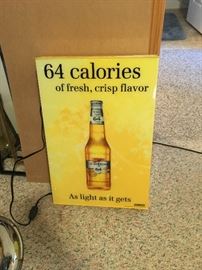 64 calories
of fresh, crisp flavor
As light as it gets